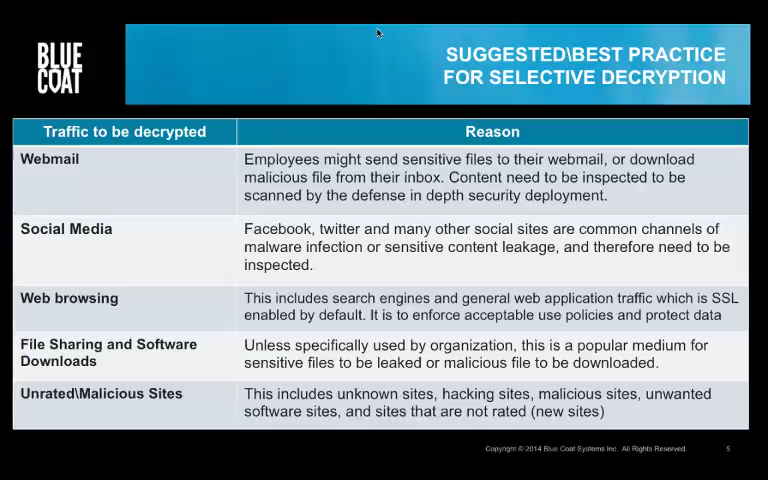 BLUE
COAT
SUGGESTED\BEST PRACTICE
FOR SELECTIVE DECRYPTION
Traffic to be decrypted
Reason
Webmail
Employees might send sensitive files to their webmail, or download
malicious file from their inbox. Content need to be inspected to be
scanned by the defense in depth security deployment.
Social Media
Facebook, twitter and many other social sites are common channels of
malware infection or sensitive content leakage, and therefore need to be
inspected.
Web browsing
This includes search engines and general web application traffic which is SSL
enabled by default. It is to enforce acceptable use policies and protect data
File Sharing and Software
Downloads
Unless specifically used by organization, this is a popular medium for
sensitive files to be leaked or malicious file to be downloaded.
Unrated\Malicious Sites
This includes unknown sites, hacking sites, malicious sites, unwanted
software sites, and sites that are not rated (new sites)
Copyright © 2014 Blue Coat Systems Inc. All Rights Reserved.
5